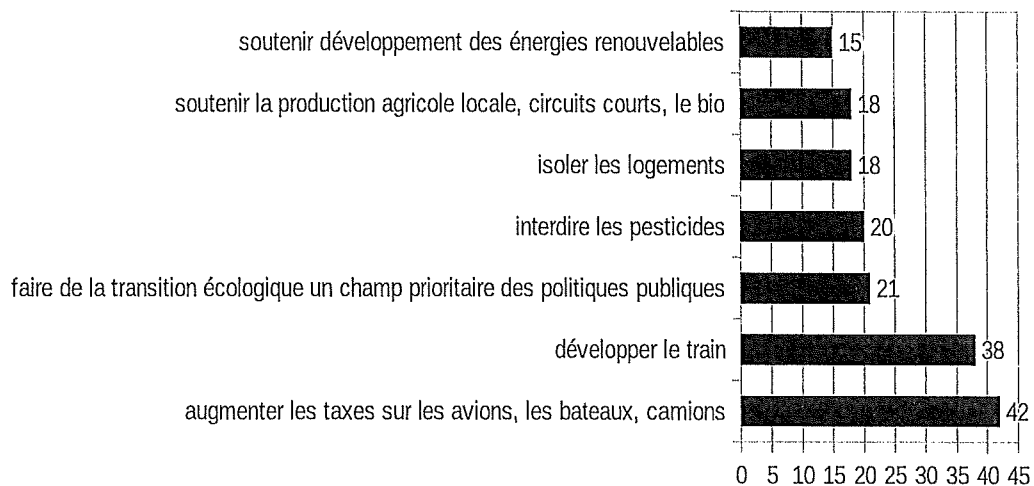 soutenir développement des énergies renouvelables 15
soutenir la production agricole locale, circuits courts, le bio 18
isoler les logements 18
interdire les pesticides 20
faire de la transition écologique un champ prioritaire des politiques publiques 21
développer le train 38
augmenter les taxes sur les avions, les bateaux, camions 42
0 5 10 15 20 25 30 35 40 45